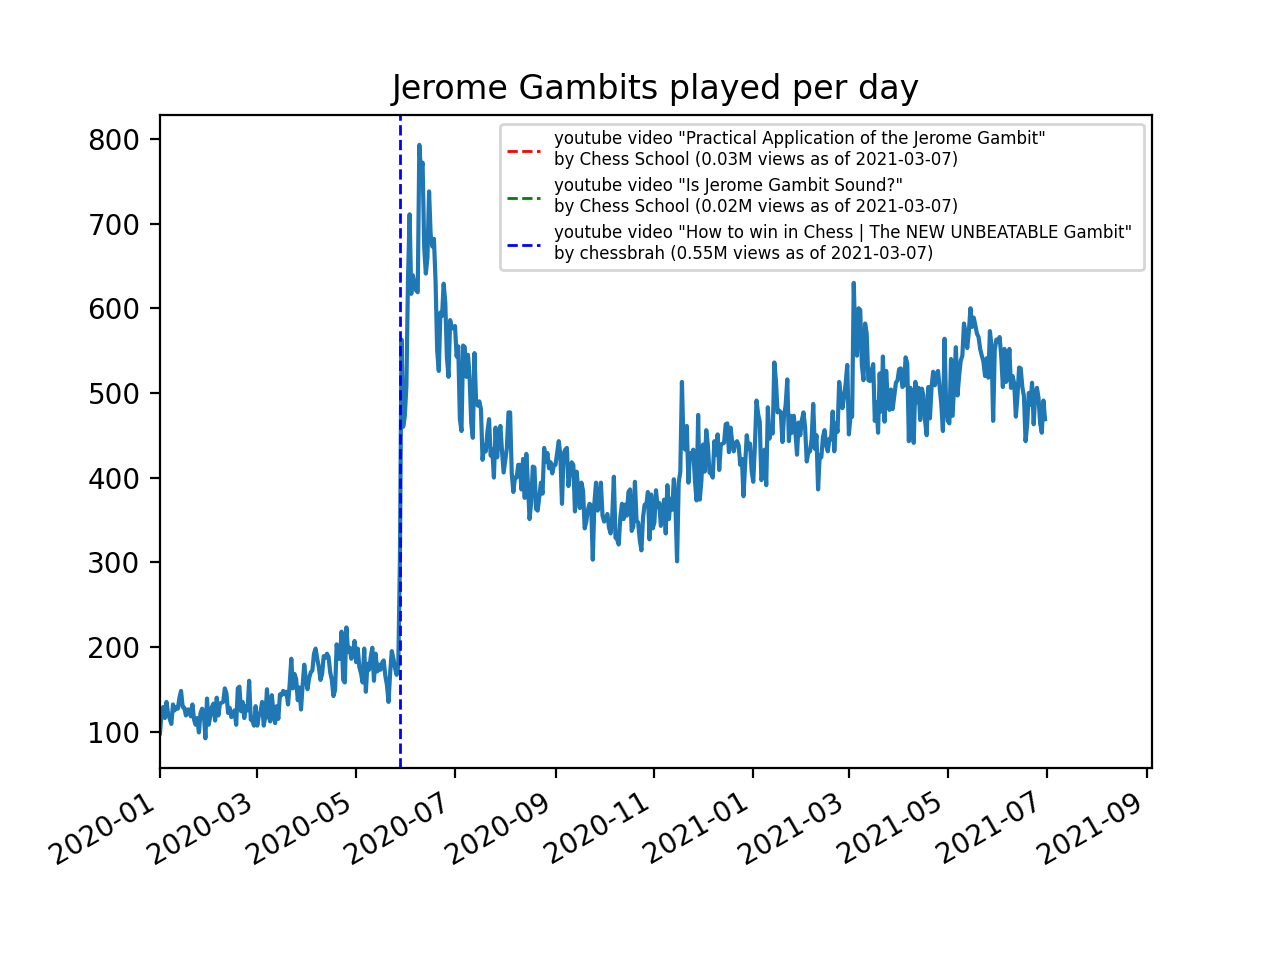 Jerome Gambits played per day
youtube video "Practical Application of the Jerome Gambit"
by Chess School (0.03M views as of 2021-03-07)
youtube video "Is Jerome Gambit Sound?"
by Chess School (0.02M views as of 2021-03-07)
youtube video "How to win in Chess | The NEW UNBEATABLE Gambit"
by chessbrah (0.55M views as of 2021-03-07)
800
700
600
500
400
300
200
100
2020-01
2020-03
2020-05
2020-07
2020-09
2020-11
2021-01
2021-03
2021-05
2021-07
2021-09